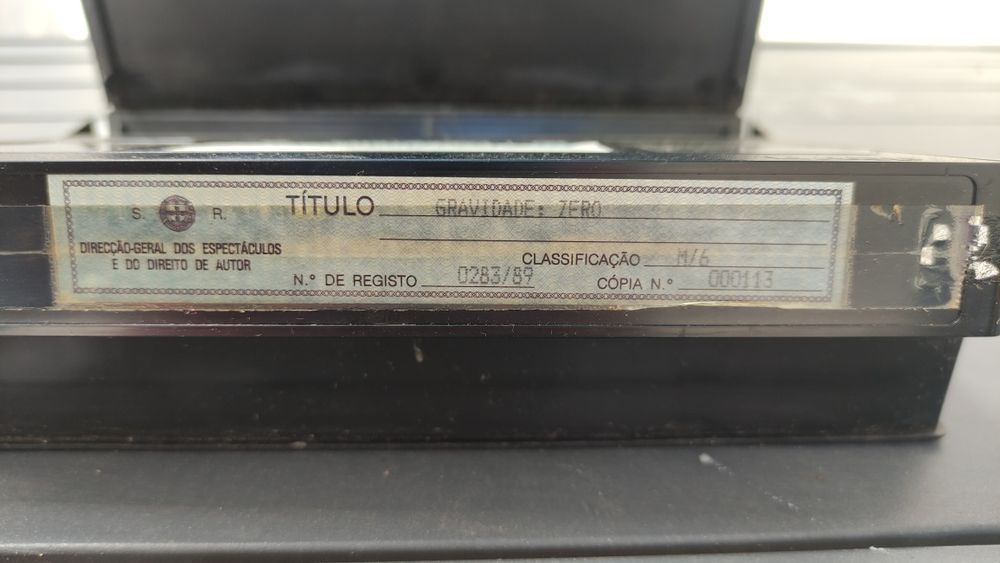 S. R.
DIRECÇÃO-GERAL DOS ESPECTÁCULOS
E DO DIREITO DE AUTOR
TÍTULO GRAVIDADE: ZERO
CLASSIFICAÇÃO M/6
N.º DE REGISTO 0283/89 CÓPIA N.º 000113